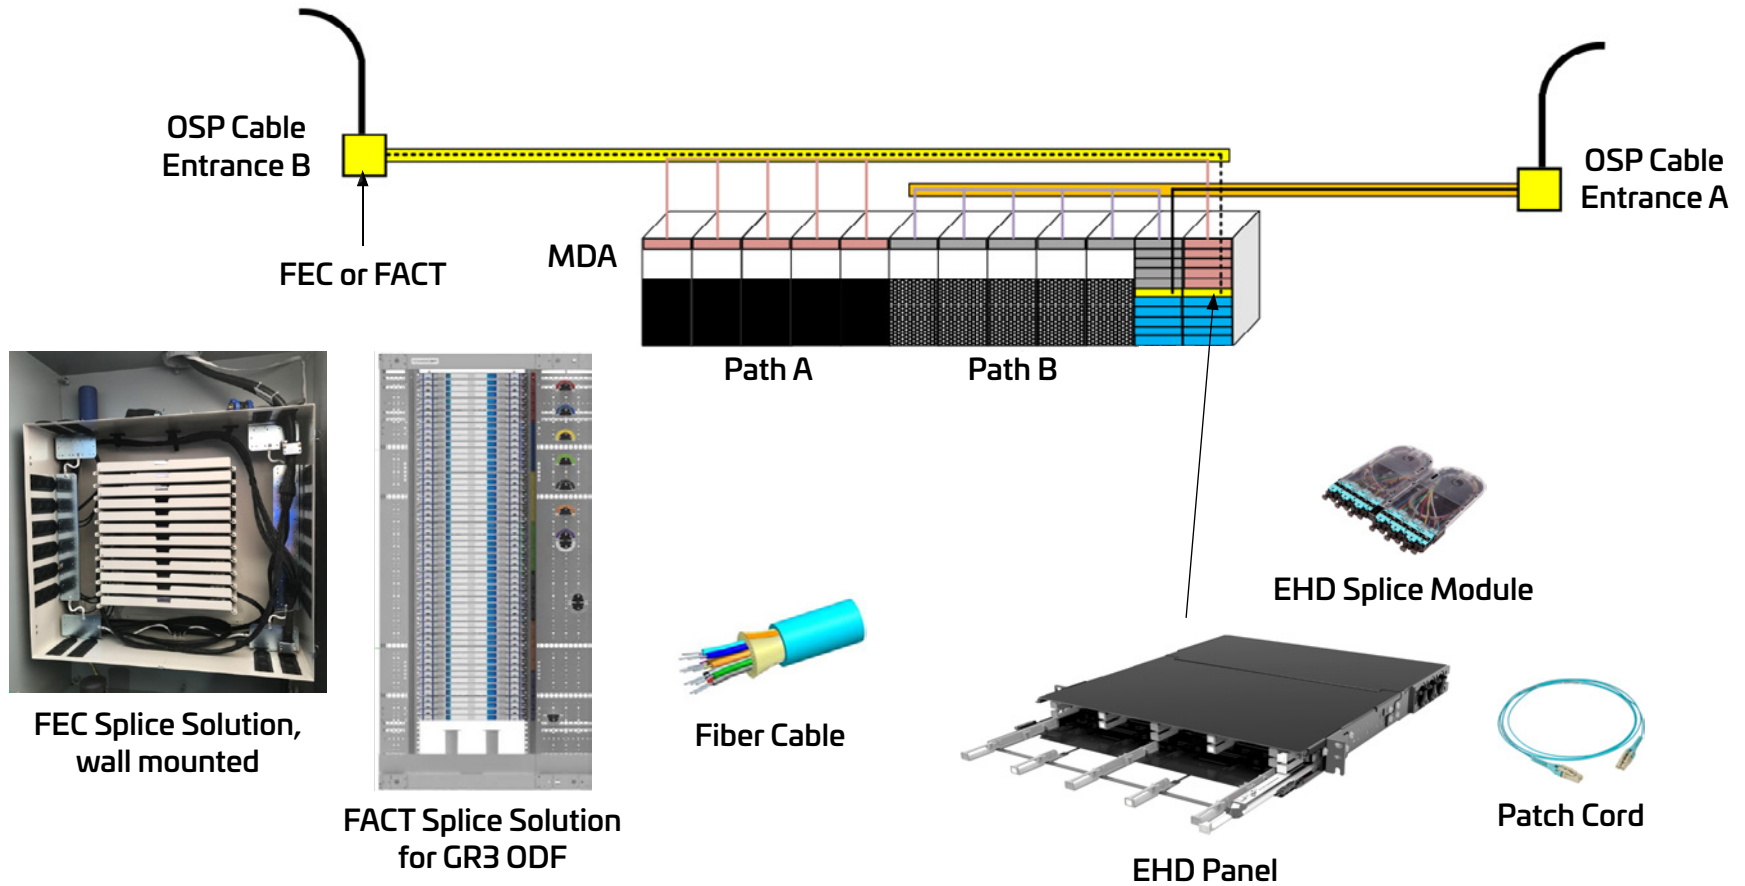 OSP Cable
Entrance B
OSP Cable
Entrance A
FEC or FACT
MDA
Path A
Path B
EHD Splice Module
FEC Splice Solution,
wall mounted
Fiber Cable
FACT Splice Solution
for GR3 ODF
Patch Cord
EHD Panel